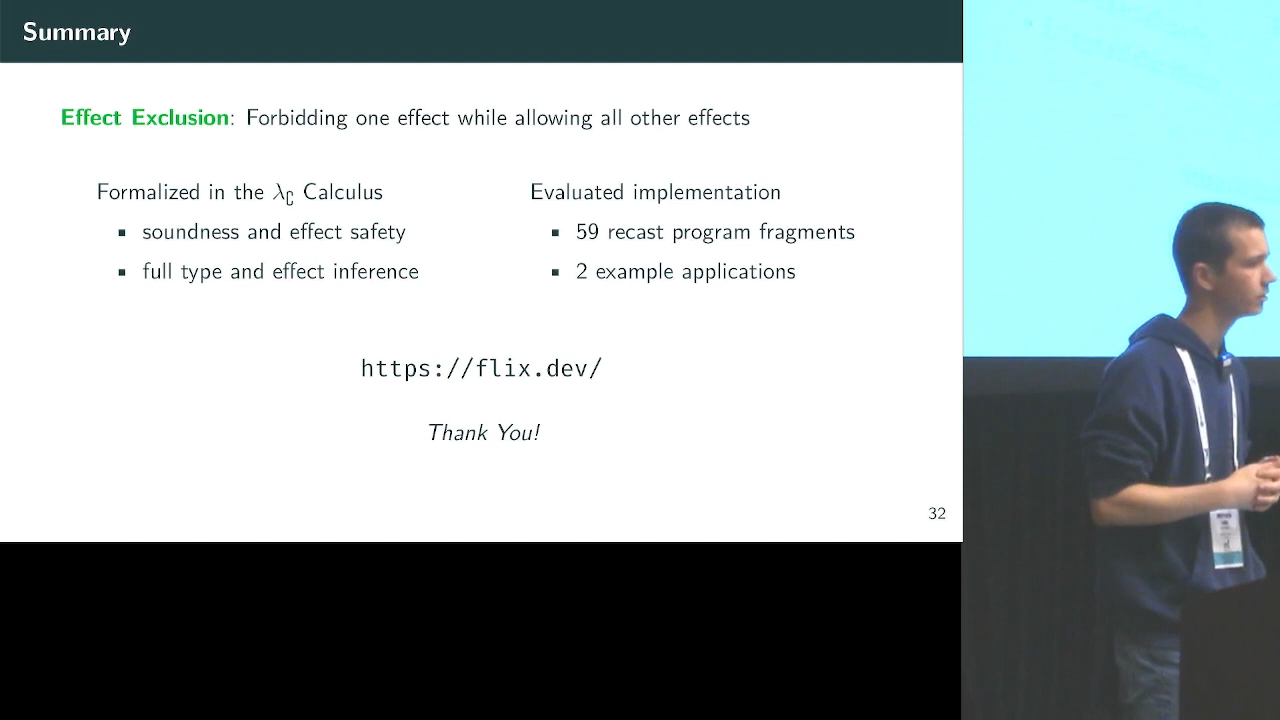 Summary
Effect Exclusion: Forbidding one effect while allowing all other effects
Formalized in the λ∁ Calculus
▪ soundness and effect safety
▪ full type and effect inference
Evaluated implementation
▪ 59 recast program fragments
▪ 2 example applications
https://flix.dev/
Thank You!
32